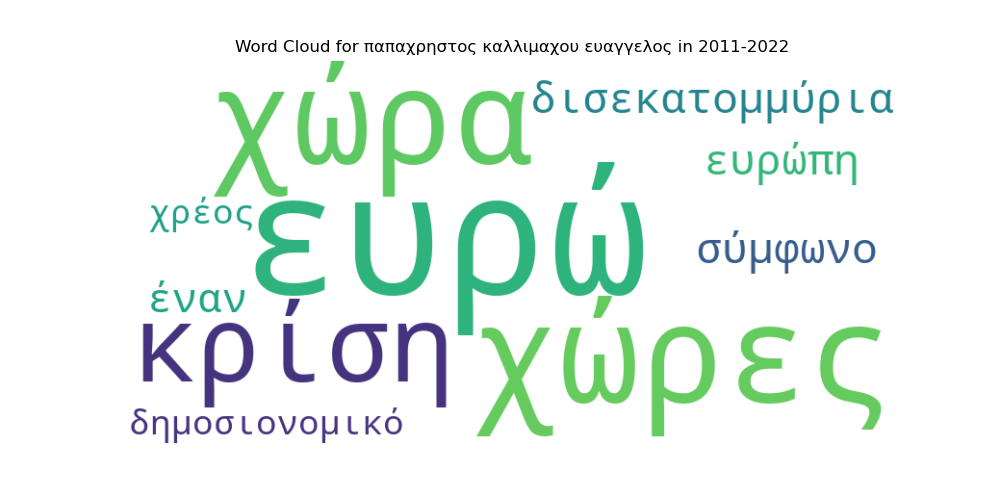 Word Cloud for παπαχρηστος καλλιμαχου ευαγγελος in 2011-2022
χώρα
δισεκατομμύρια
ευρώπη
χρέος
ευρώ
σύμφωνο
έναν
κρίση
χώρες
δημοσιονομικό